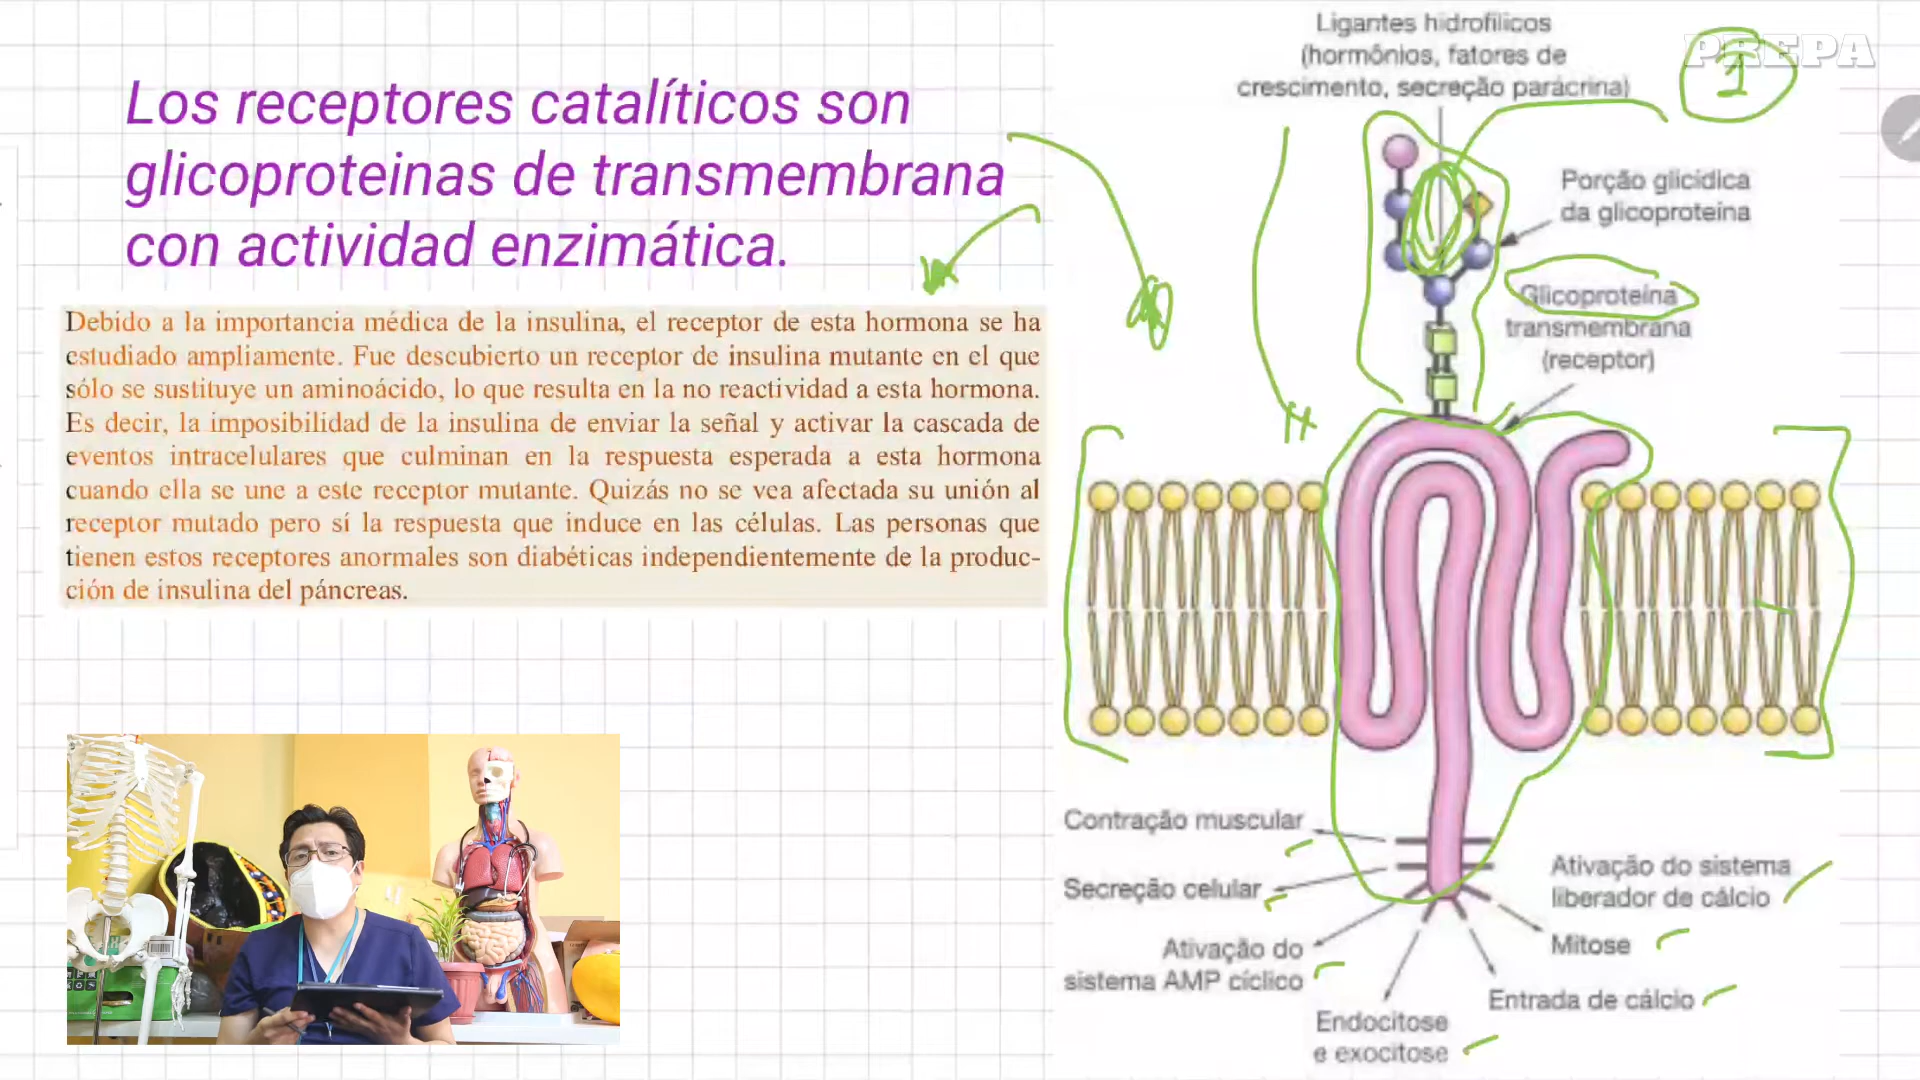 Los receptores catalíticos son
glicoproteinas de transmembrana
con actividad enzimática.
Debido a la importancia médica de la insulina, el receptor de esta hormona se ha
estudiado ampliamente. Fue descubierto un receptor de insulina mutante en el que
sólo se sustituye un aminoácido, lo que resulta en la no reactividad a esta hormona.
Es decir, la imposibilidad de la insulina de enviar la señal y activar la cascada de
eventos intracelulares que culminan en la respuesta esperada a esta hormona
cuando ella se une a este receptor mutante. Quizás no se vea afectada su unión al
receptor mutado pero sí la respuesta que induce en las células. Las personas que
tienen estos receptores anormales son diabéticas independientemente de la produc-
ción de insulina del páncreas.
Ligantes hidrofílicos
(hormônios, fatores de
crescimento, secreção parácrina)
PREPA
1
Porção glicídica
da glicoproteína
Glicoproteína
transmembrana
(receptor)
Contração muscular
Secreção celular
Ativação do
sistema AMP cíclico
Endocitose
e exocitose
Entrada de cálcio
Mitose
Ativação do sistema
liberador de cálcio